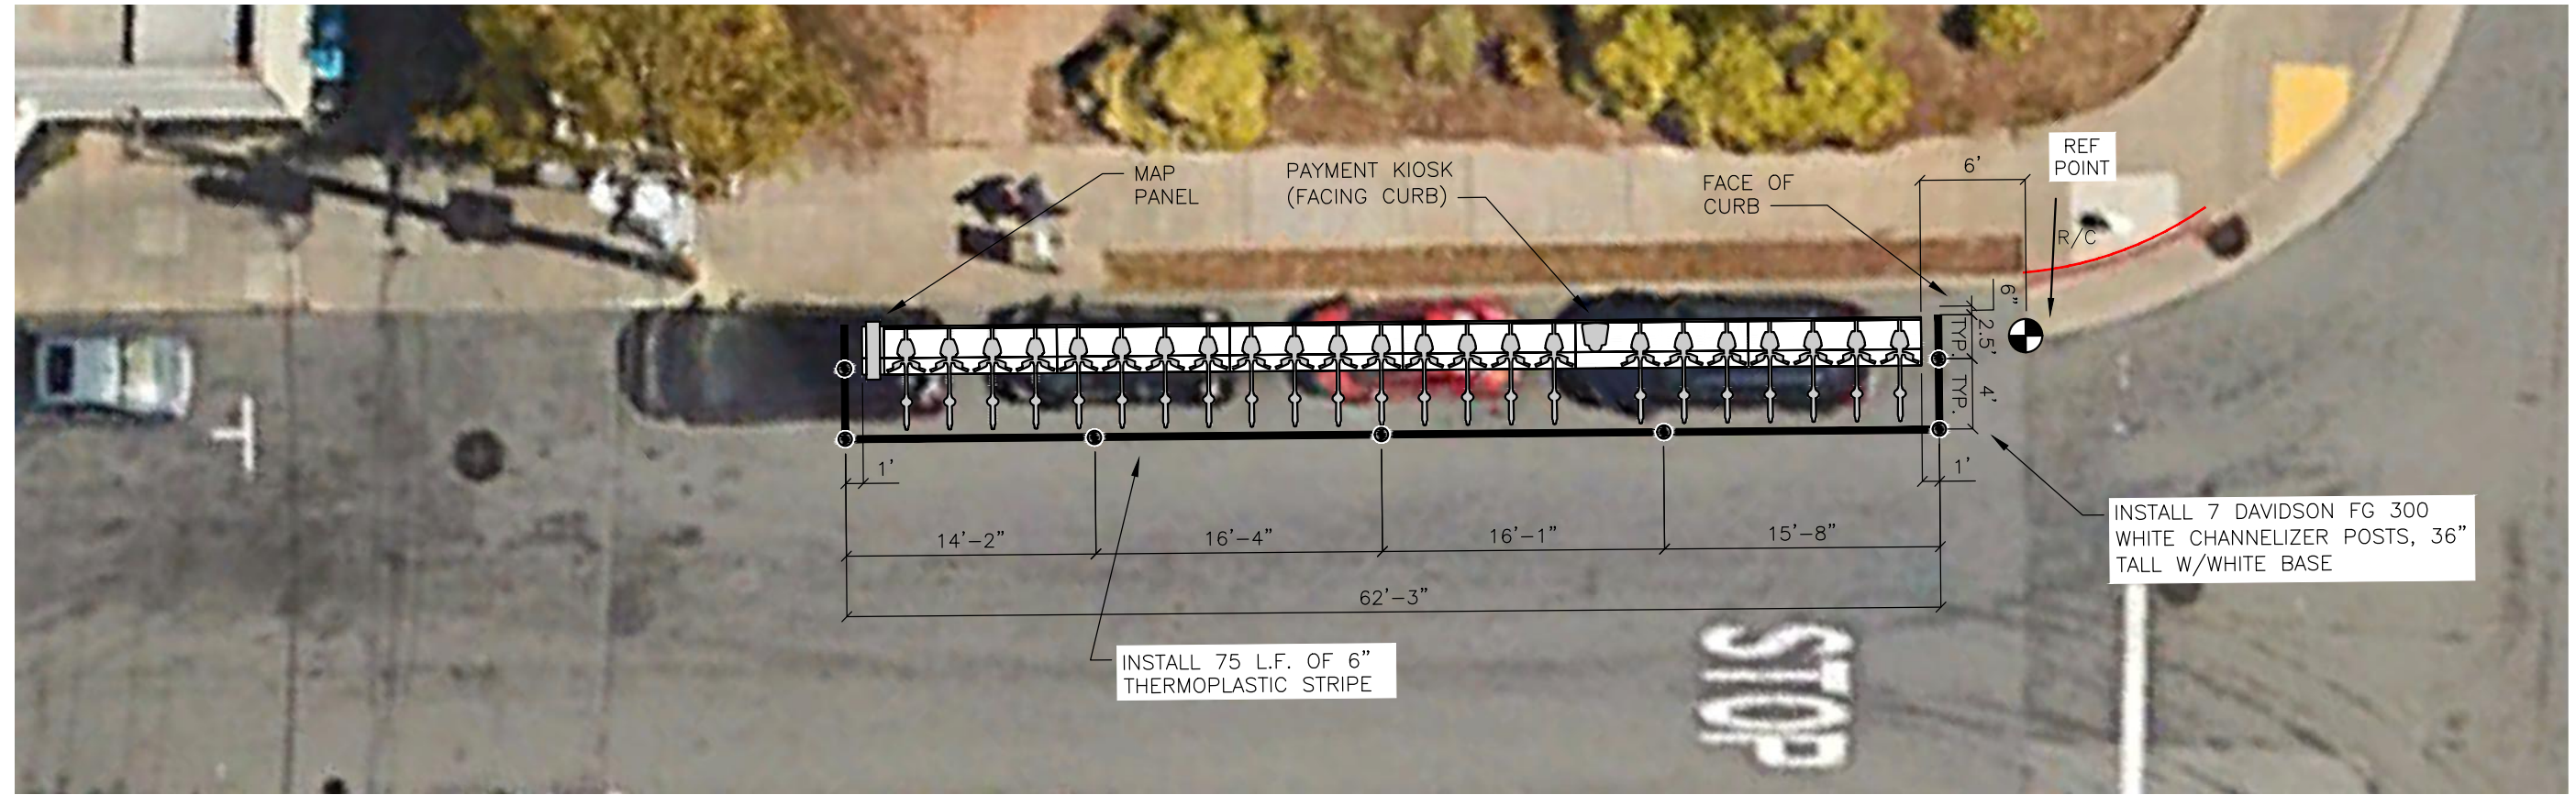 MAP
PANEL
PAYMENT KIOSK
(FACING CURB)
FACE OF
CURB
6'
REF
POINT
R/C
6"
2.5'
TYP.
4'
TYP.
1'
1'
14'-2"
16'-4"
16'-1"
15'-8"
62'-3"
INSTALL 7 DAVIDSON FG 300
WHITE CHANNELIZER POSTS, 36"
TALL W/WHITE BASE
INSTALL 75 L.F. OF 6"
THERMOPLASTIC STRIPE
STOP